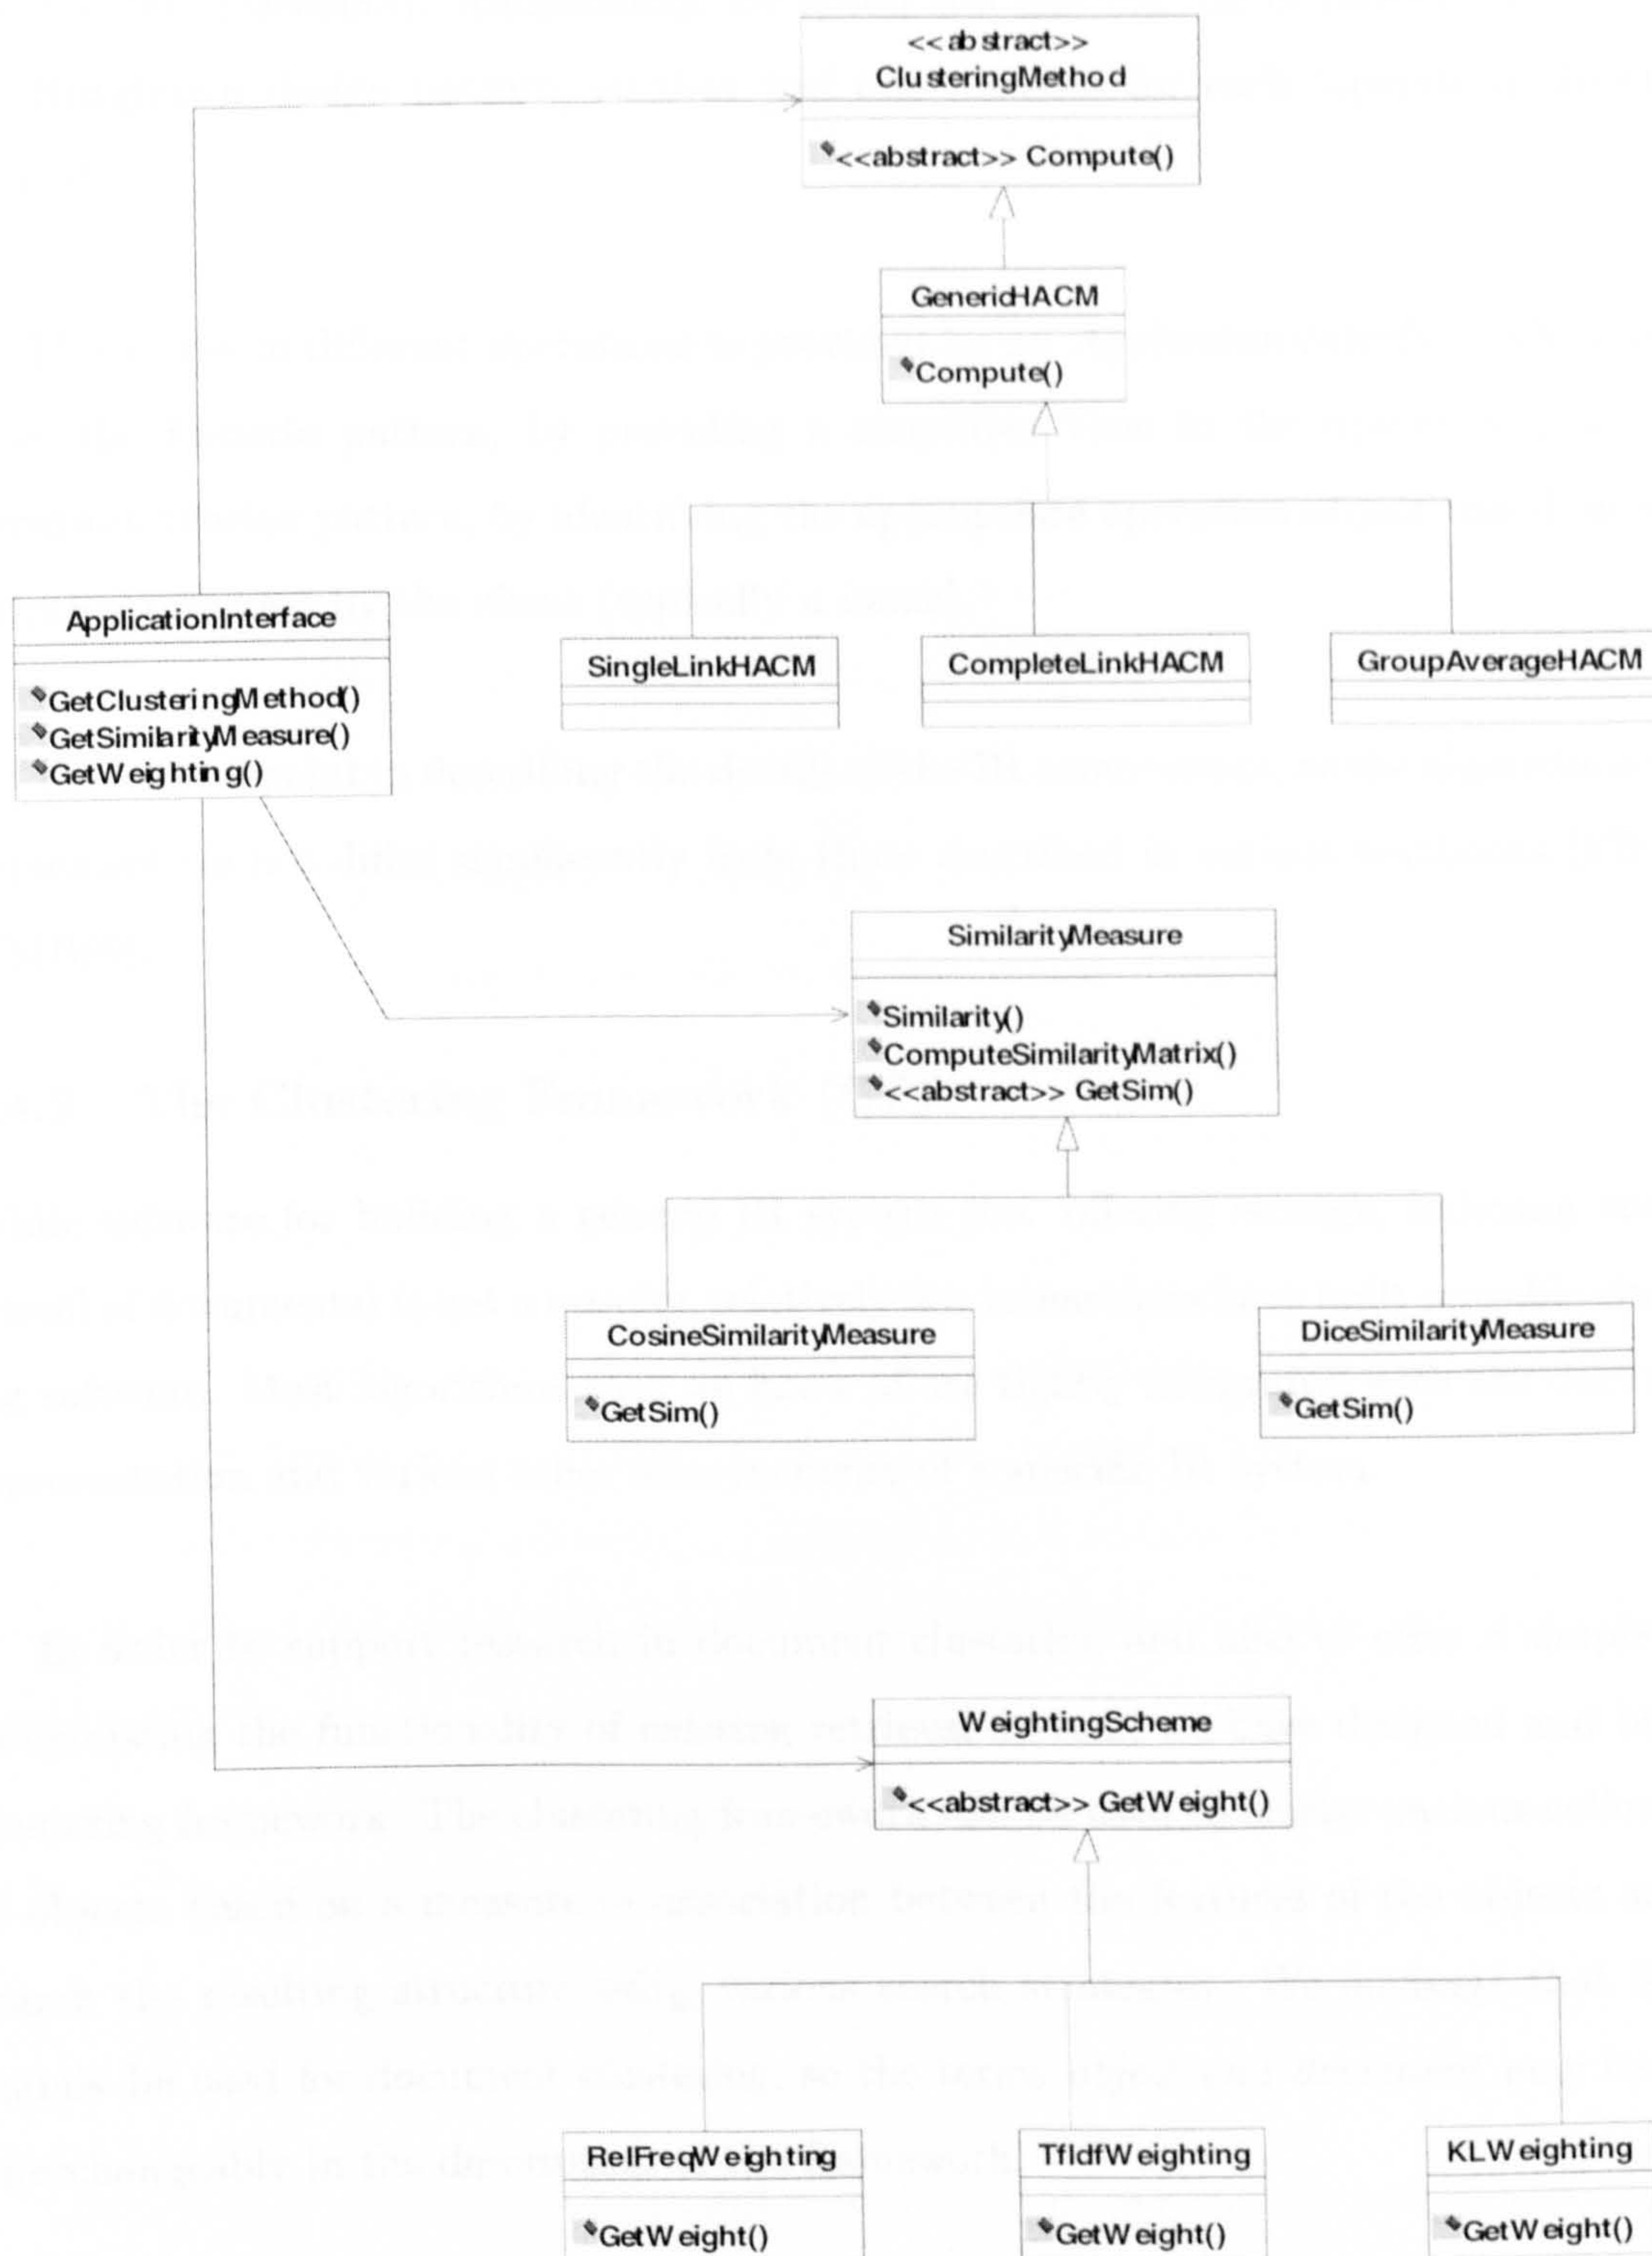 <<abstract>>
ClusteringMethod
<<abstract>> Compute()
GenericHACM
Compute()
ApplicationInterface
GetClusteringMethod()
GetSimilarityMeasure()
GetWeighting()
SingleLinkHACM
CompleteLinkHACM
GroupAverageHACM
SimilarityMeasure
Similarity()
ComputeSimilarityMatrix()
<<abstract>> GetSim()
CosineSimilarityMeasure
GetSim()
DiceSimilarityMeasure
GetSim()
WeightingScheme
<<abstract>> GetWeight()
RelFreqWeighting
GetWeight()
TfIdfWeighting
GetWeight()
KLWeighting
GetWeight()